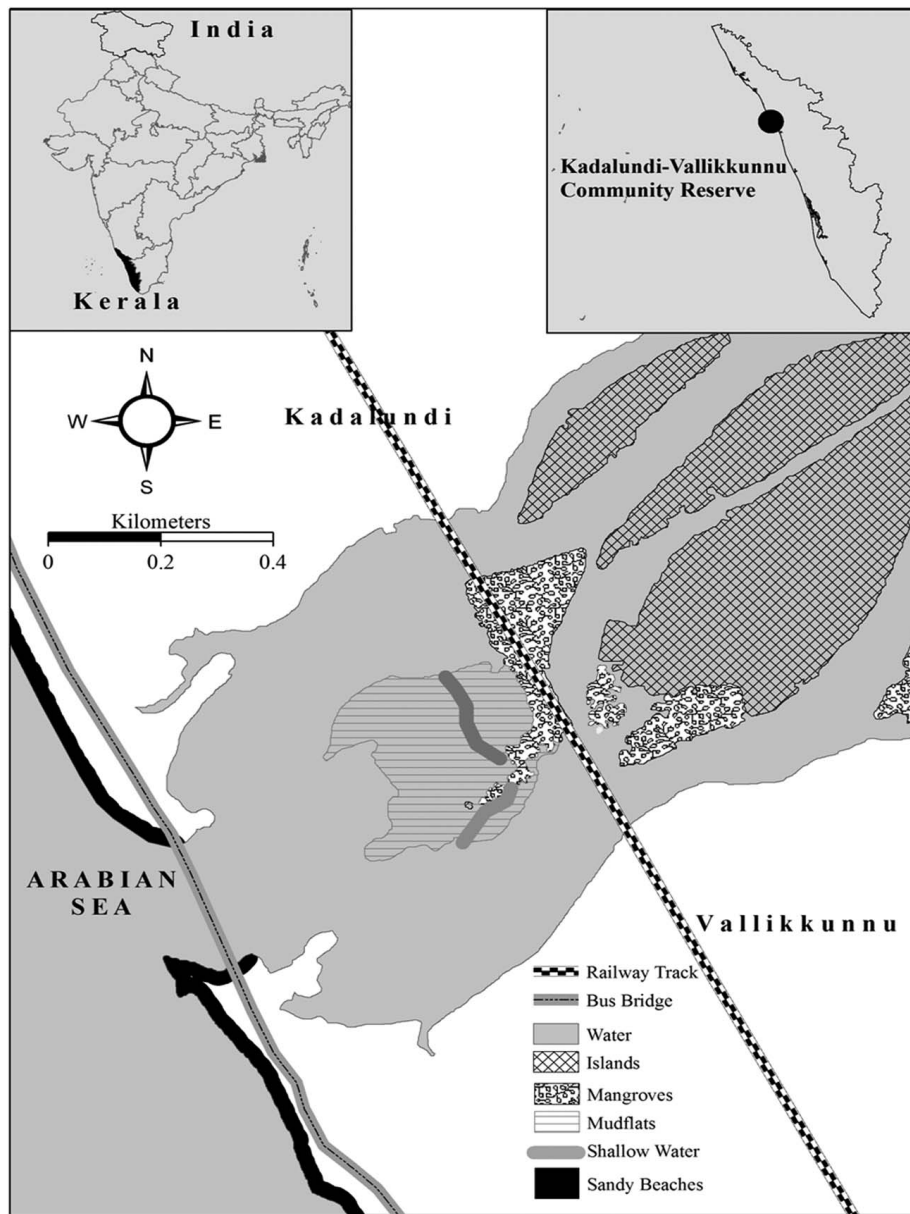 India
Kerala
Kadalundi-Vallikkunnu
Community Reserve
N
W E
S
Kadalundi
Kilometers
0 0.2 0.4
ARABIAN
SEA
Vallikkunnu
Railway Track
Bus Bridge
Water
Islands
Mangroves
Mudflats
Shallow Water
Sandy Beaches